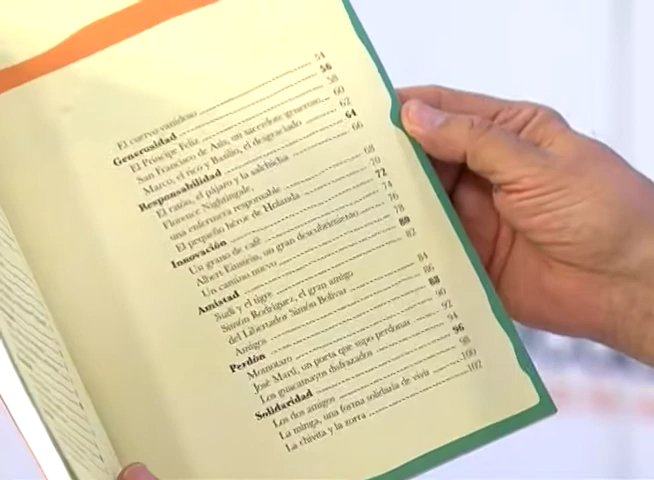 El cuervo vanidoso 54
Generosidad 56
El Príncipe Feliz 58
San Francisco de Asís, un sacerdote generoso 60
Marco, el rico y Basilio, el desgraciado 62
Responsabilidad 64
El ratón, el pájaro y la salchicha 66
Florence Nightingale,
una enfermera responsable 68
El pequeño héroe de Holanda 70
Innovación 72
Un grano de café 74
Albert Einstein, un gran descubrimiento 76
Un camino nuevo 78
Amistad 80
Sudi y el tigre 82
Simón Rodríguez, el gran amigo
del Libertador Simón Bolívar 84
Amigos 86
Perdón 88
Momotaro 90
José Martí, un poeta que supo perdonar 92
Los guacamayos disfrazados 94
Solidaridad 96
Los dos amigos 98
La minga, una forma solidaria de vivir 100
La chivita y la zorra 102